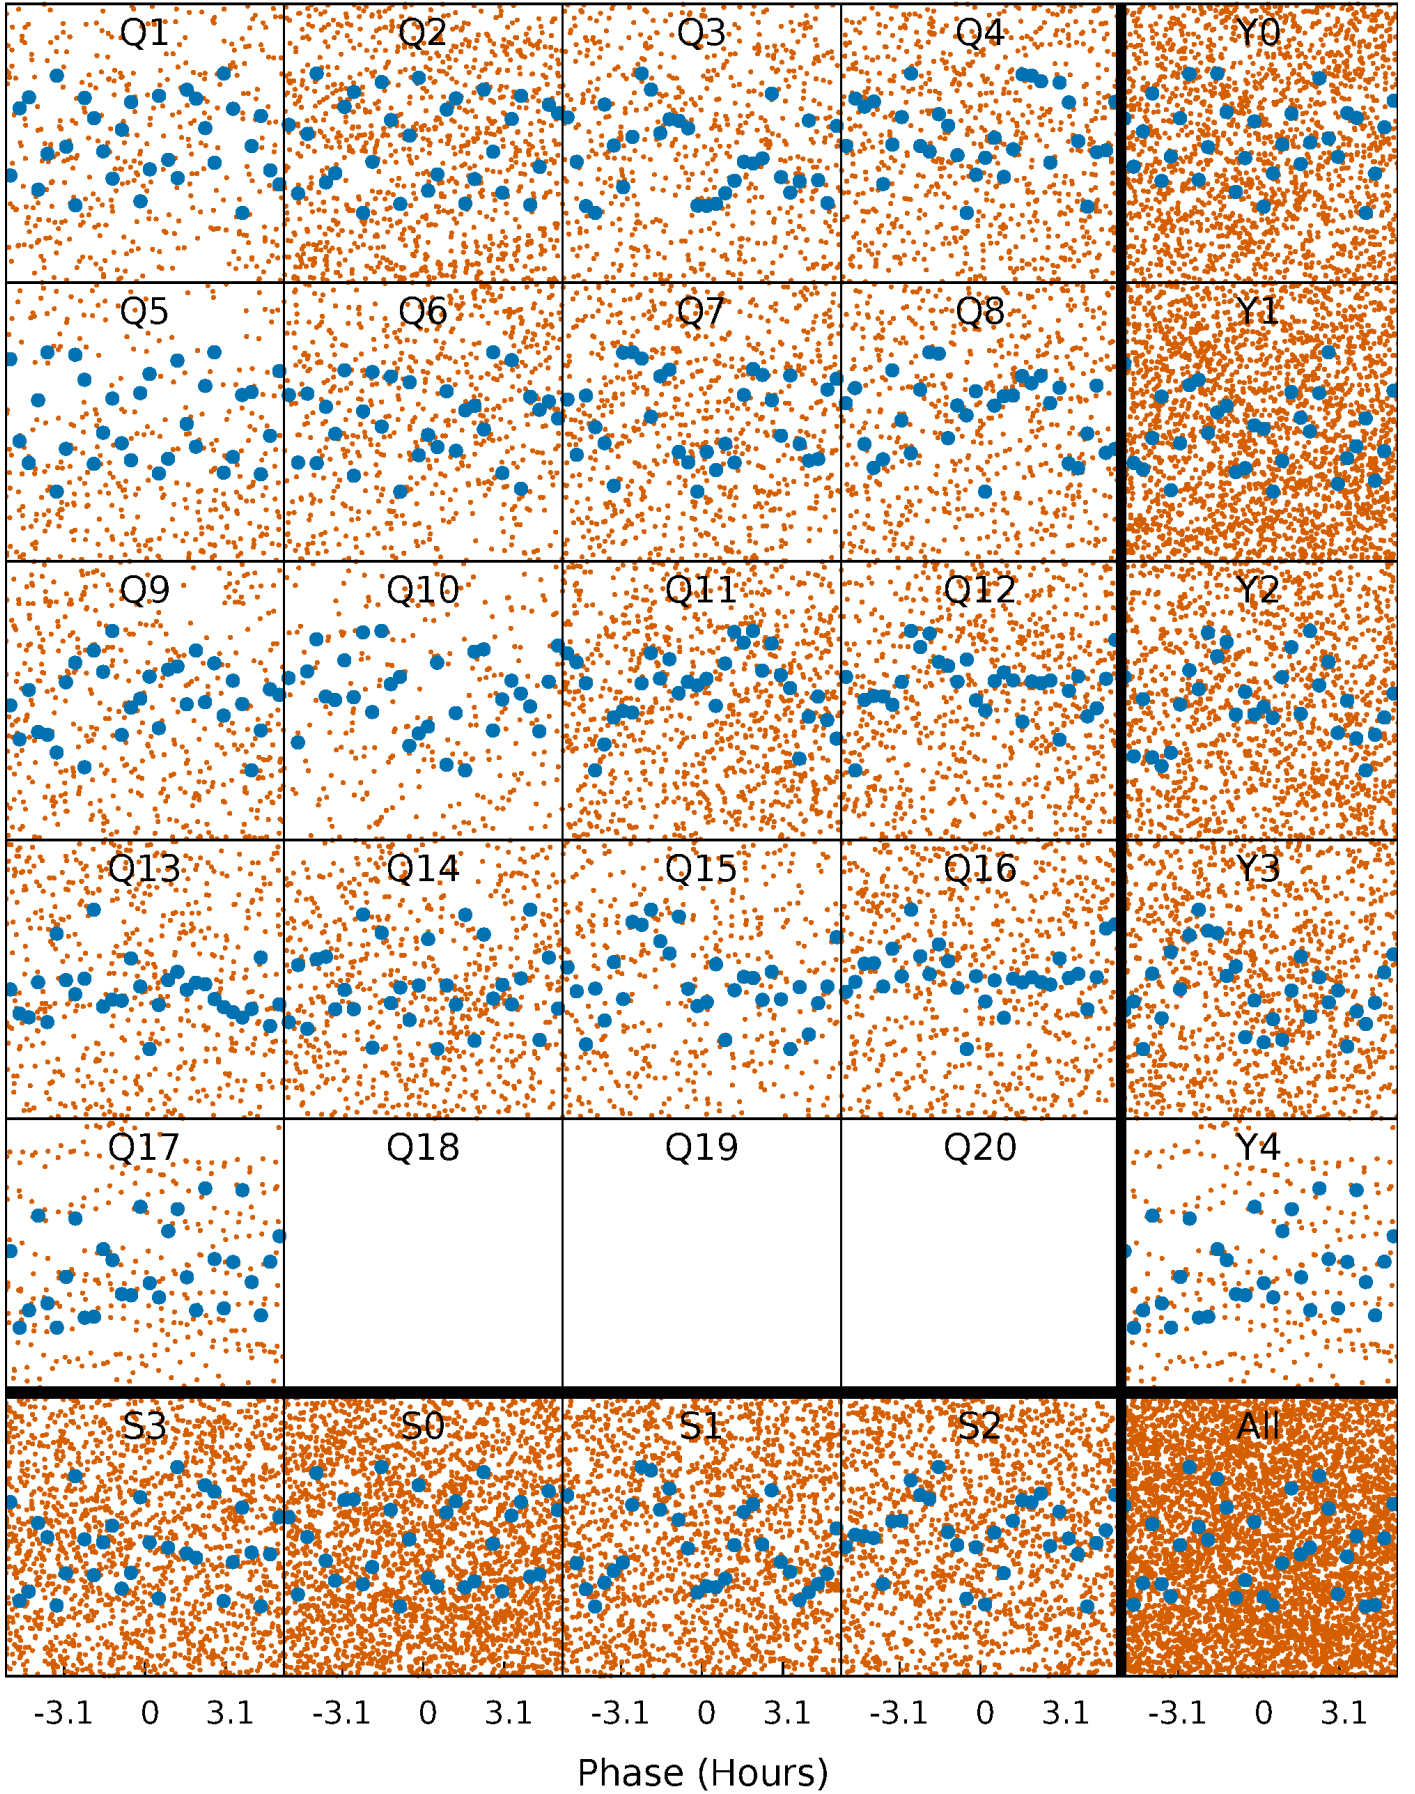 Q1 Q2 Q3 Q4 Y0
Q5 Q6 Q7 Q8 Y1
Q9 Q10 Q11 Q12 Y2
Q13 Q14 Q15 Q16 Y3
Q17 Q18 Q19 Q20 Y4
S3 S0 S1 S2 All
-3.1 0 3.1 -3.1 0 3.1 -3.1 0 3.1 -3.1 0 3.1 -3.1 0 3.1
Phase (Hours)